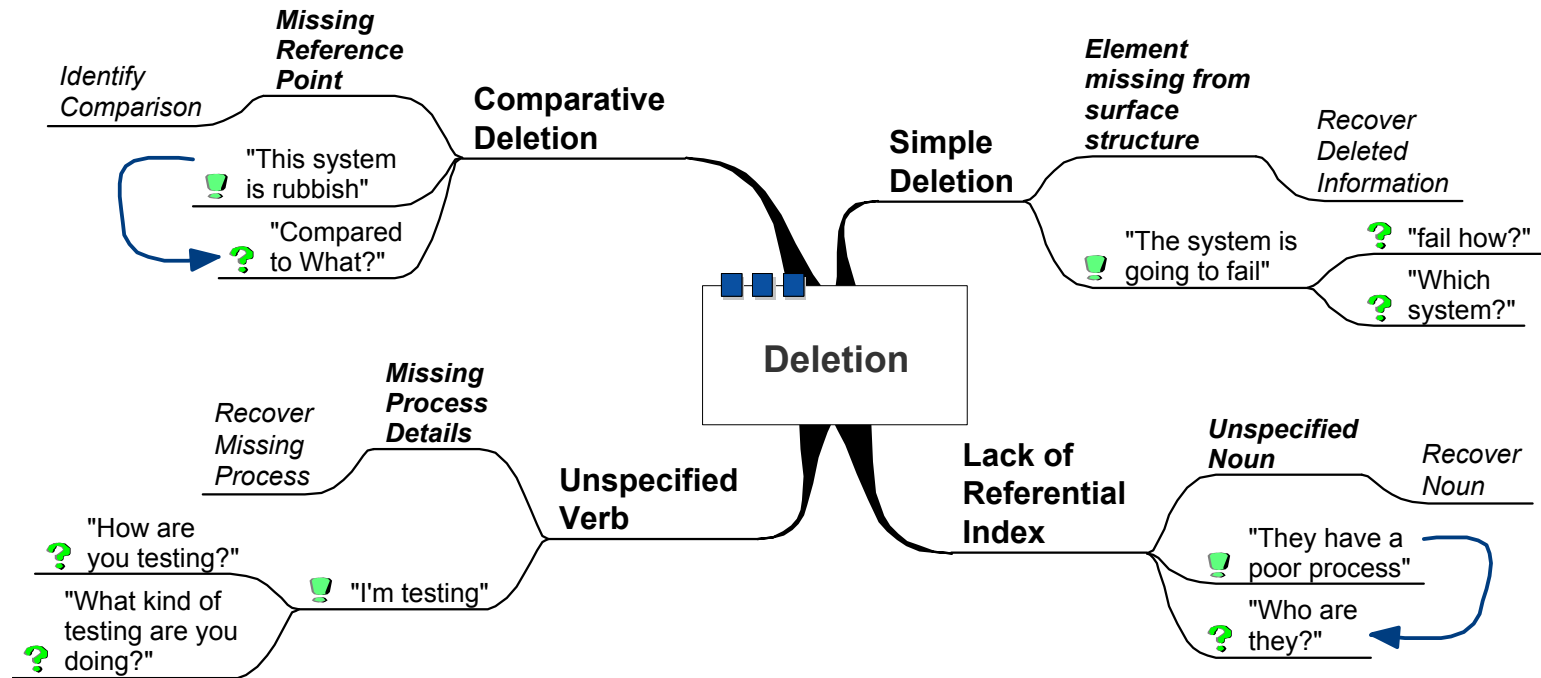 Deletion
Comparative
Deletion
Missing
Reference
Point
Identify
Comparison
"This system
is rubbish"
"Compared
to What?"
Simple
Deletion
Element
missing from
surface
structure
Recover
Deleted
Information
"The system is
going to fail"
"fail how?"
"Which
system?"
Unspecified
Verb
Missing
Process
Details
Recover
Missing
Process
"I'm testing"
"How are
you testing?"
"What kind of
testing are you
doing?"
Lack of
Referential
Index
Unspecified
Noun
Recover
Noun
"They have a
poor process"
"Who are
they?"